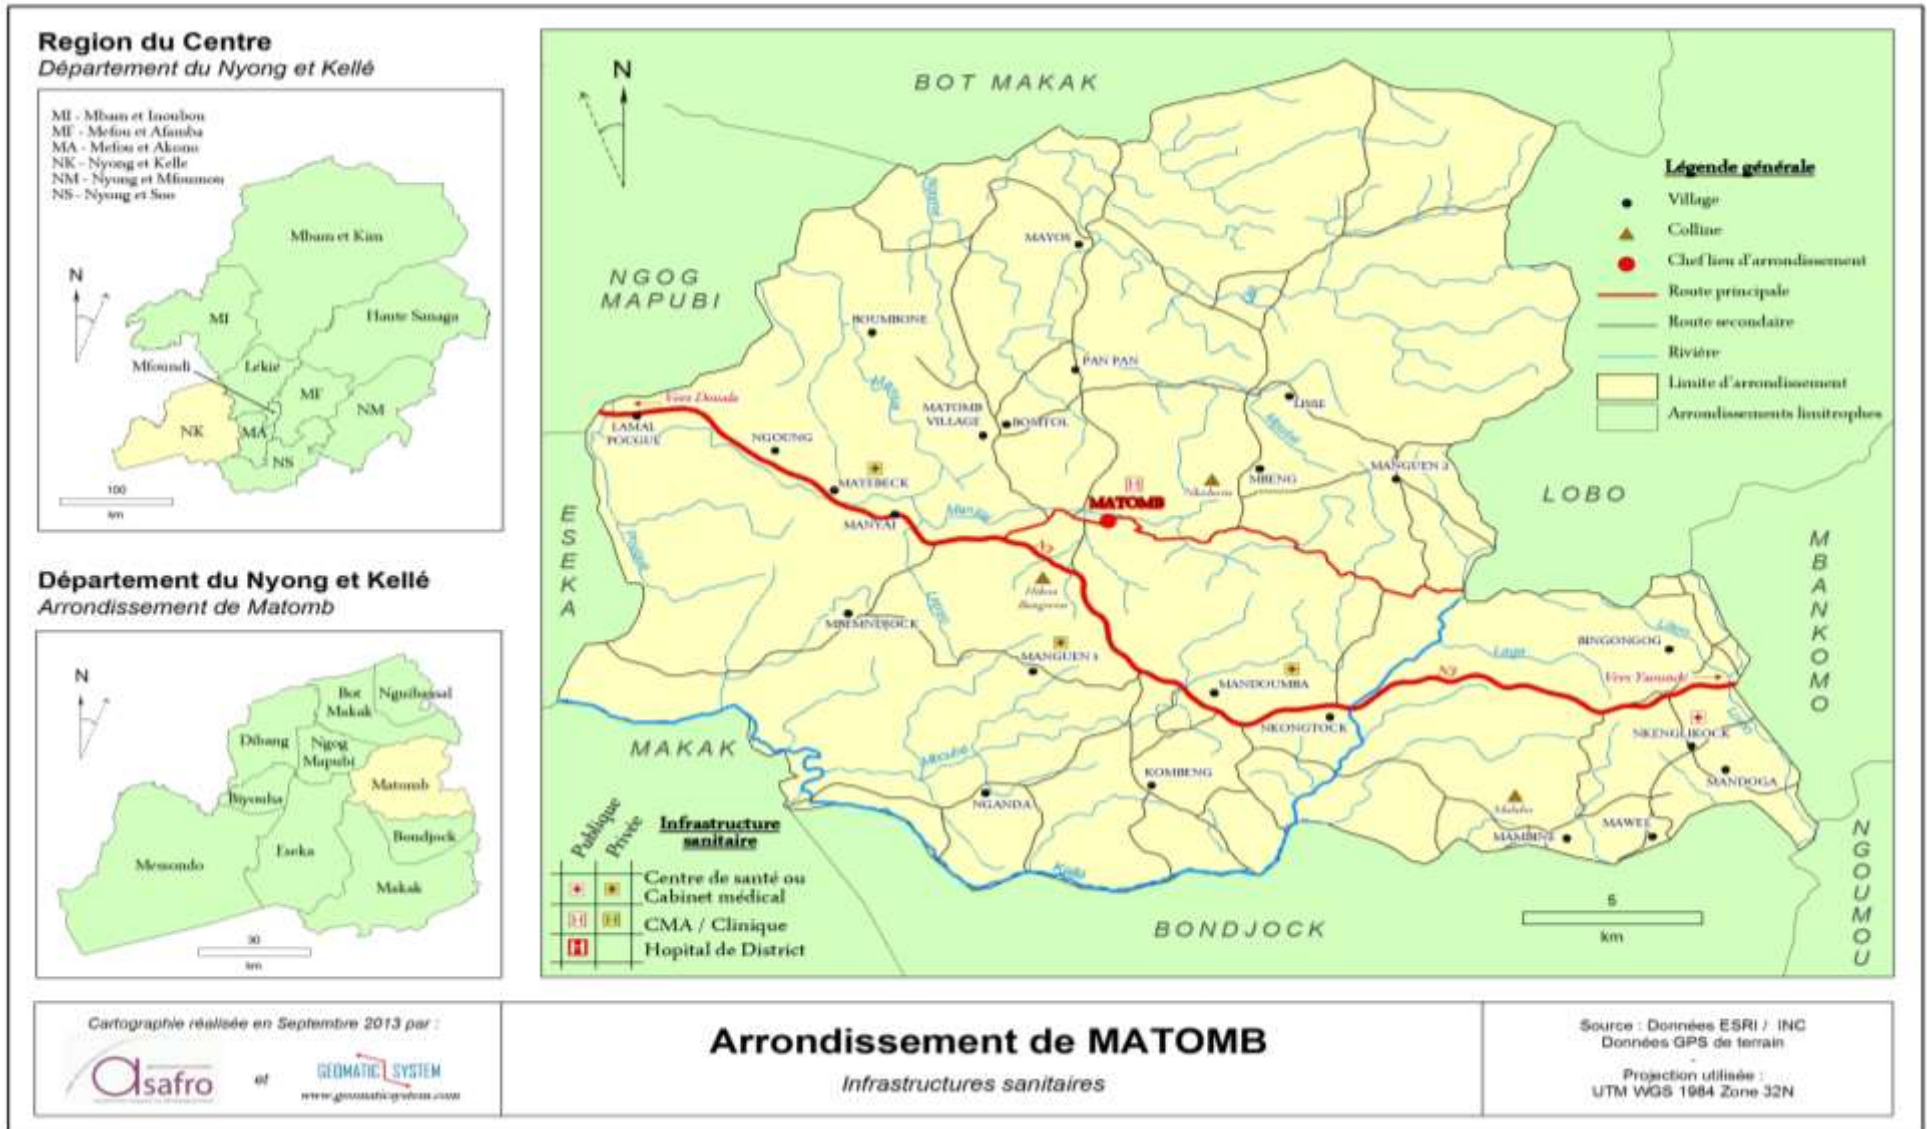 Region du Centre
Département du Nyong et Kellé
MI - Mbam et Inoubou
MF - Mefou et Afamba
MA - Mefou et Akono
NK - Nyong et Kelle
NM - Nyong et Mfoumou
NS - Nyong et Soo
N
Mbam et Kim
MI
Haute Sanaga
Mfoundi
Lékié
MF
NM
NK
MA
NS
100
km
Département du Nyong et Kellé
Arrondissement de Matomb
N
Bot
Makak
Nguibassal
Dibang
Ngog
Mapubi
Matomb
Biyouha
Bondjock
Eseka
Messondo
Makak
30
km
N
BOT MAKAK
NGOG
MAPUBI
ESEKA
MAKAK
BONDJOCK
LOBO
MBANKOMO
NGOUMOU
MAYOS
BOUMBONE
PAN PAN
LISSE
Vers Douala
LAMAL
POUGUE
NGOUNG
MATOMB
VILLAGE
BOMTOL
MBENG
MANGUEN 2
MAYEBECK
MANYAI
MATOMB
MBEMNDJOCK
MANGUEN 1
MANDOUMBA
NKONGTOCK
BINGONGOG
Vers Yaoundé
N3
NKENGLIKOCK
MANDOGA
KOMBENG
NGANDA
MAMBINE
MAWEL
Légende générale
Village
Colline
Chef lieu d'arrondissement
Route principale
Route secondaire
Rivière
Limite d'arrondissement
Arrondissements limitrophes
Publique
Privée
Infrastructure
sanitaire
Centre de santé ou
Cabinet médical
H H CMA / Clinique
H Hopital de District
5
km
Cartographie réalisée en Septembre 2013 par :
asafro
et
GEOMATIC SYSTEM
www.geomaticsystem.com
Arrondissement de MATOMB
Infrastructures sanitaires
Source : Données ESRI / INC
Données GPS de terrain
-
Projection utilisée :
UTM WGS 1984 Zone 32N